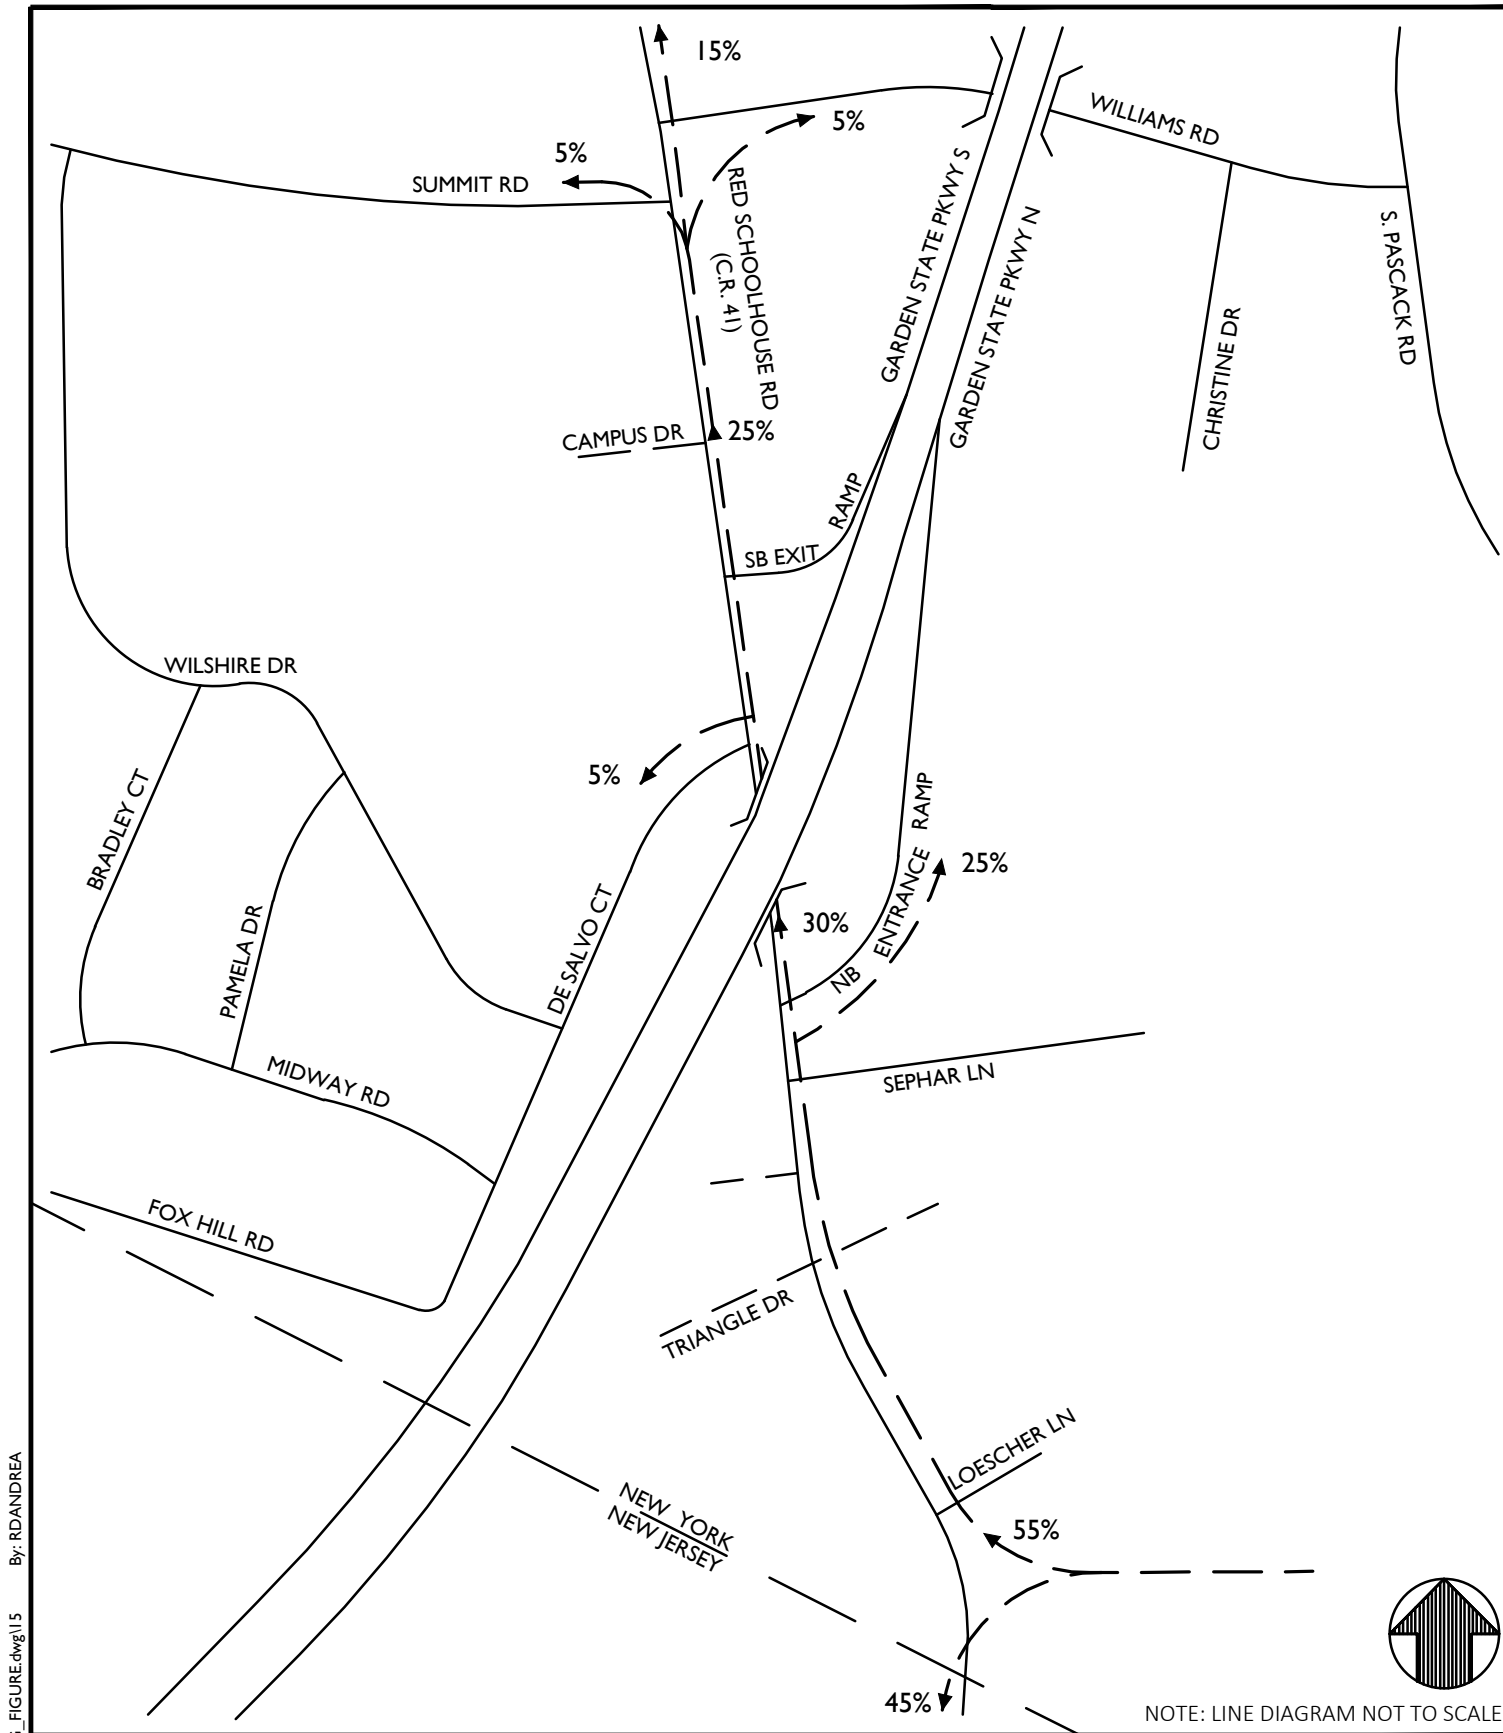 15%
WILLIAMS RD
5%
5%
SUMMIT RD
RED SCHOOLHOUSE RD
(C.R. 41)
GARDEN STATE PKWY S
GARDEN STATE PKWY N
S. PASCACK RD
CHRISTINE DR
CAMPUS DR
25%
RAMP
SB EXIT
WILSHIRE DR
5%
BRADLEY CT
PAMELA DR
DE SALVO CT
NB ENTRANCE RAMP
25%
30%
MIDWAY RD
SEPHAR LN
FOX HILL RD
TRIANGLE DR
LOESCHER LN
NEW YORK
NEW JERSEY
55%
45%
NOTE: LINE DIAGRAM NOT TO SCALE
_FIGURE.dwg\15 By: RDANDREA